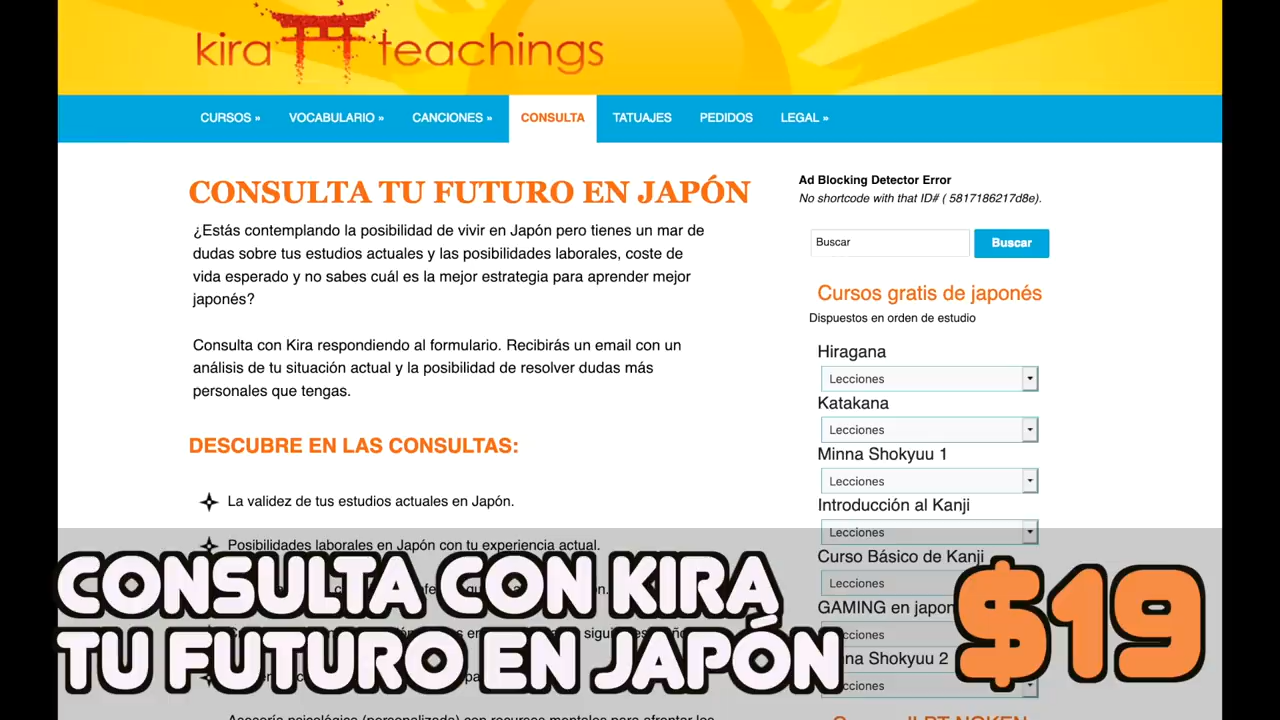 kira teachings
CURSOS » VOCABULARIO » CANCIONES » CONSULTA TATUAJES PEDIDOS LEGAL »
CONSULTA TU FUTURO EN JAPÓN
¿Estás contemplando la posibilidad de vivir en Japón pero tienes un mar de
dudas sobre tus estudios actuales y las posibilidades laborales, coste de
vida esperado y no sabes cuál es la mejor estrategia para aprender mejor
japonés?
Consulta con Kira respondiendo al formulario. Recibirás un email con un
análisis de tu situación actual y la posibilidad de resolver dudas más
personales que tengas.
DESCUBRE EN LAS CONSULTAS:
La validez de tus estudios actuales en Japón.
Posibilidades laborales en Japón con tu experiencia actual.
Ad Blocking Detector Error
No shortcode with that ID# ( 5817186217d8e).
Buscar Buscar
Cursos gratis de japonés
Dispuestos en orden de estudio
Hiragana
Lecciones
Katakana
Lecciones
Minna Shokyuu 1
Lecciones
Introducción al Kanji
Lecciones
Curso Básico de Kanji
Lecciones
GAMING en japon
Lecciones
Shokyuu 2
Lecciones
CONSULTA CON KIRA
TU FUTURO EN JAPÓN
$19